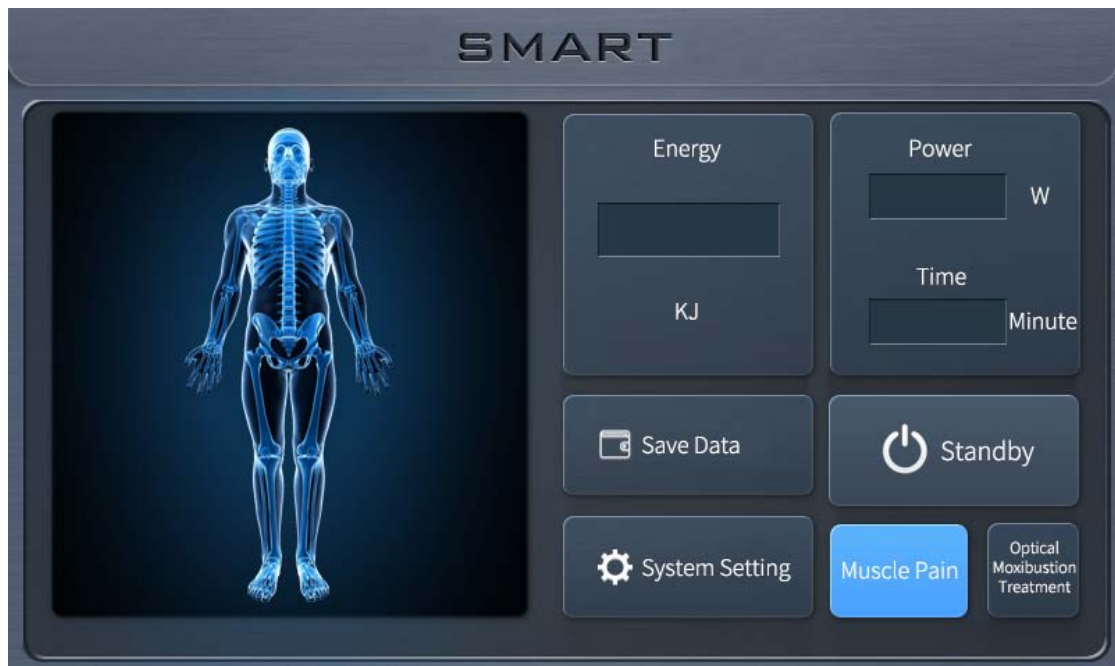 SMART
Energy
KJ
Power
W
Time
Minute
Save Data
Standby
System Setting
Muscle Pain
Optical
Moxibustion
Treatment